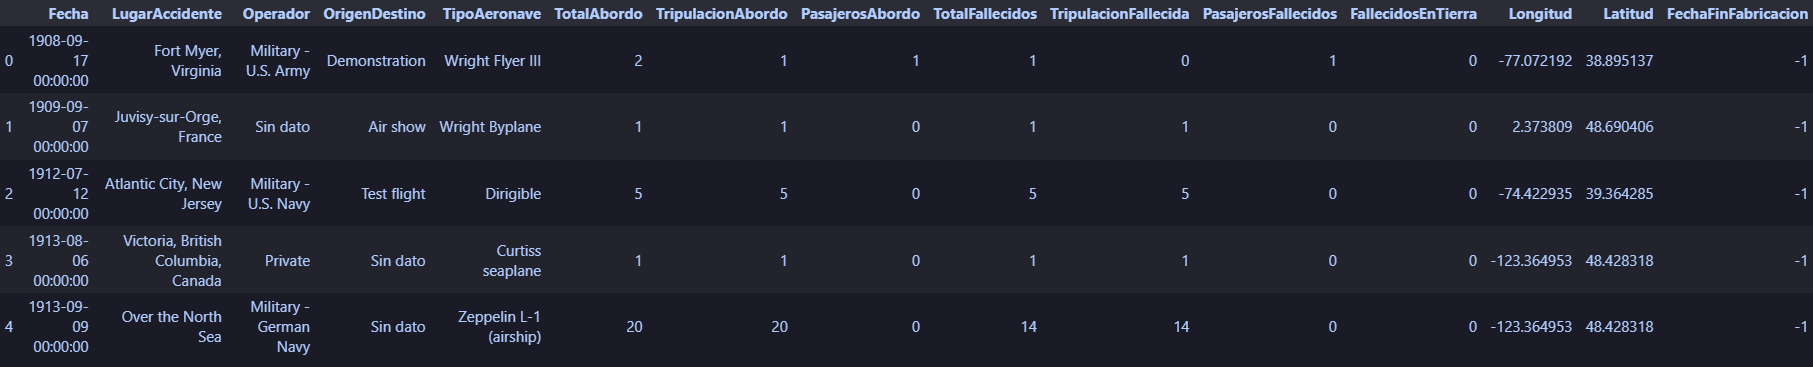 Fecha LugarAccidente Operador OrigenDestino TipoAeronave TotalAbordo TripulacionAbordo PasajerosAbordo TotalFallecidos TripulacionFallecida PasajerosFallecidos FallecidosEnTierra Longitud Latitud FechaFinFabricacion
1908-09-
Fort Myer, Military -
0 17 Demonstration Wright Flyer III 2 1 1 1 0 1 0 -77.072192 38.895137 -1
Virginia U.S. Army
00:00:00
1909-09-
Juvisy-sur-Orge,
1 07 Sin dato Air show Wright Byplane 1 1 0 1 1 0 0 2.373809 48.690406 -1
France
00:00:00
1912-07-
Atlantic City, New Military -
2 12 Test flight Dirigible 5 5 0 5 5 0 0 -74.422935 39.364285 -1
Jersey U.S. Navy
00:00:00
1913-08- Victoria, British
Curtiss
3 06 Columbia, Private Sin dato 1 1 0 1 1 0 0 -123.364953 48.428318 -1
seaplane
00:00:00 Canada
1913-09- Military -
Over the North Zeppelin L-1
4 09 German Sin dato 20 20 0 14 14 0 0 -123.364953 48.428318 -1
Sea (airship)
00:00:00 Navy